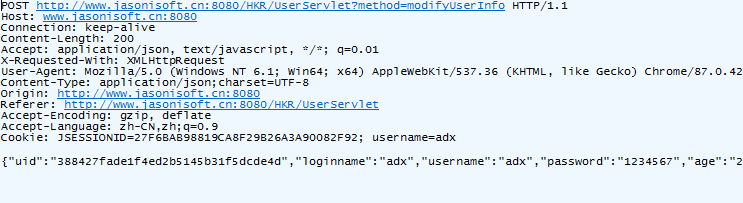 POST http://www.jasonisoft.cn:8080/HKR/UserServlet?method=modifyUserInfo HTTP/1.1
Host: www.jasonisoft.cn:8080
Connection: keep-alive
Content-Length: 200
Accept: application/json, text/javascript, */*; q=0.01
X-Requested-With: XMLHttpRequest
User-Agent: Mozilla/5.0 (Windows NT 6.1; Win64; x64) AppleWebKit/537.36 (KHTML, like Gecko) Chrome/87.0.42
Content-Type: application/json;charset=UTF-8
Origin: http://www.jasonisoft.cn:8080
Referer: http://www.jasonisoft.cn:8080/HKR/UserServlet
Accept-Encoding: gzip, deflate
Accept-Language: zh-CN,zh;q=0.9
Cookie: JSESSIONID=27F6BAB98819CA8F29B26A3A90082F92; username=adx
{"uid":"388427fade1f4ed2b5145b31f5dcde4d","loginname":"adx","username":"adx","password":"1234567","age":"2